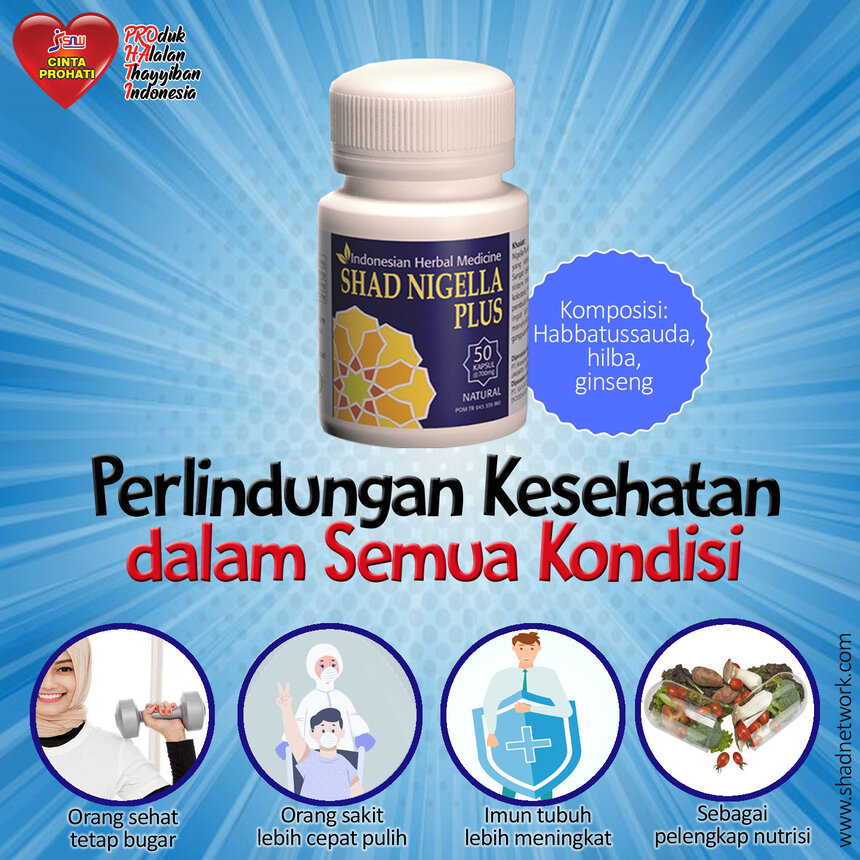 CINTA
PROHATI
PROduk
HAlalan
Thayyiban
Indonesia
Indonesian Herbal Medicine
SHAD NIGELLA
PLUS
50
KAPSUL
@700mg
NATURAL
Komposisi:
Habbatussauda,
hilba,
ginseng
Perlindungan Kesehatan
dalam Semua Kondisi
Orang sehat
tetap bugar
Orang sakit
lebih cepat pulih
Imun tubuh
lebih meningkat
Sebagai
pelengkap nutrisi
www.shadnetwork.com